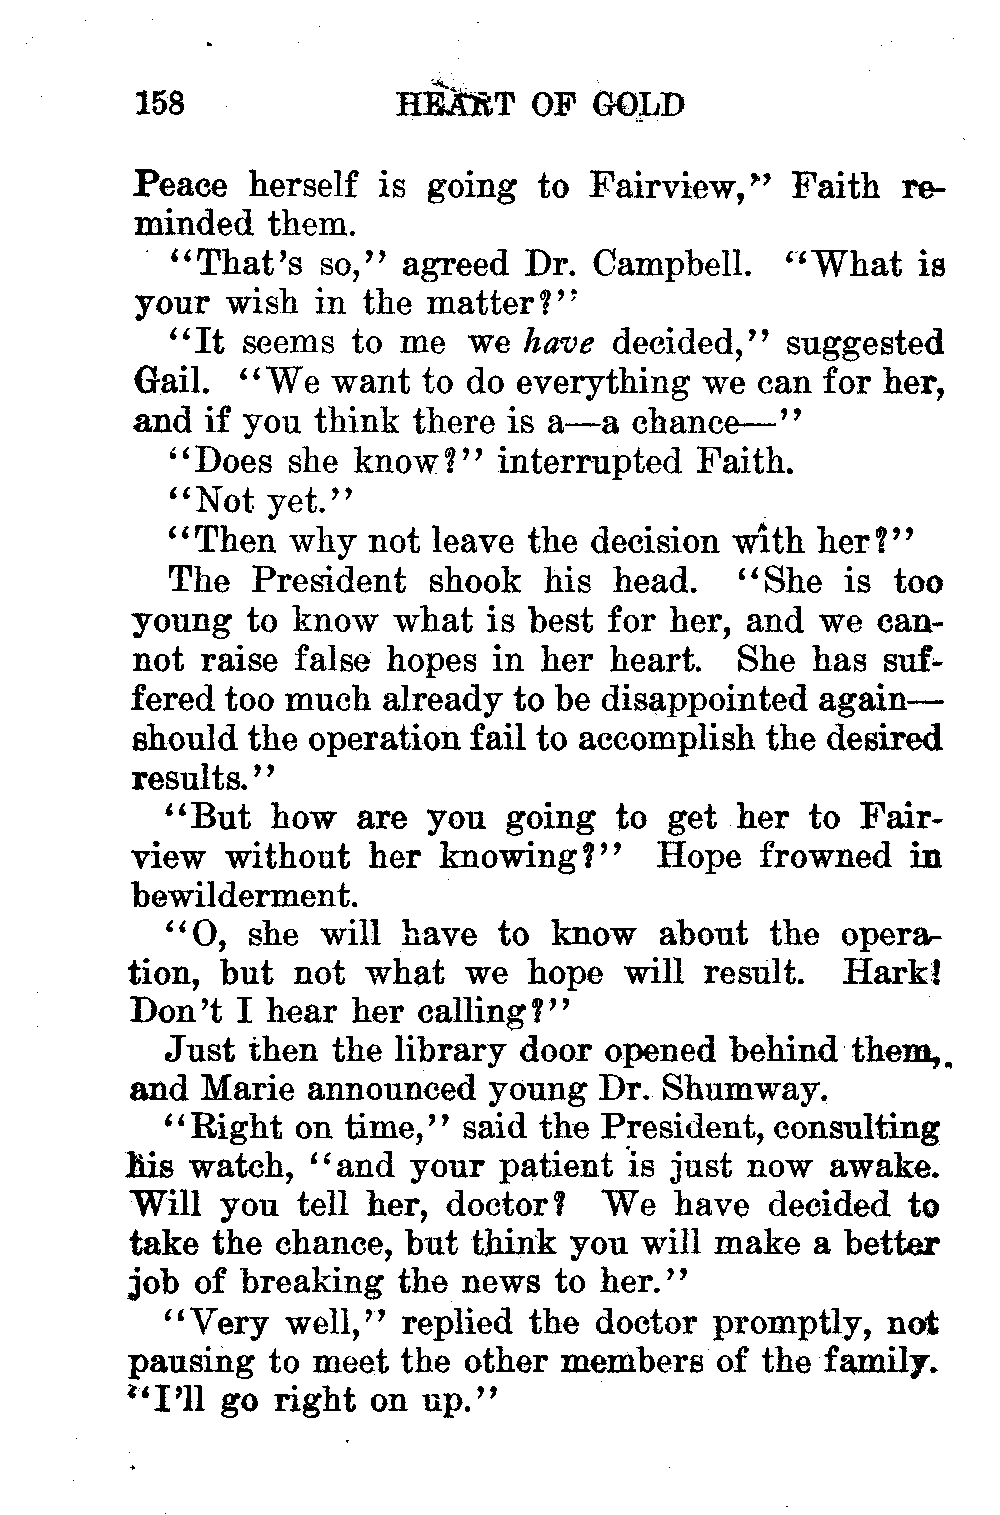 158 HEART OF GOLD
Peace herself is going to Fairview," Faith re-
minded them.
"That's so," agreed Dr. Campbell. "What is
your wish in the matter?"
"It seems to me we have decided," suggested
Gail. "We want to do everything we can for her,
and if you think there is a—a chance—"
"Does she know?" interrupted Faith.
"Not yet."
"Then why not leave the decision with her?"
The President shook his head. "She is too
young to know what is best for her, and we can-
not raise false hopes in her heart. She has suf-
fered too much already to be disappointed again—
should the operation fail to accomplish the desired
results."
"But how are you going to get her to Fair-
view without her knowing?" Hope frowned in
bewilderment.
"O, she will have to know about the opera-
tion, but not what we hope will result. Hark!
Don't I hear her calling?"
Just then the library door opened behind them,
and Marie announced young Dr. Shumway.
"Right on time," said the President, consulting
his watch, "and your patient is just now awake.
Will you tell her, doctor? We have decided to
take the chance, but think you will make a better
job of breaking the news to her."
"Very well," replied the doctor promptly, not
pausing to meet the other members of the family.
"I'll go right on up."